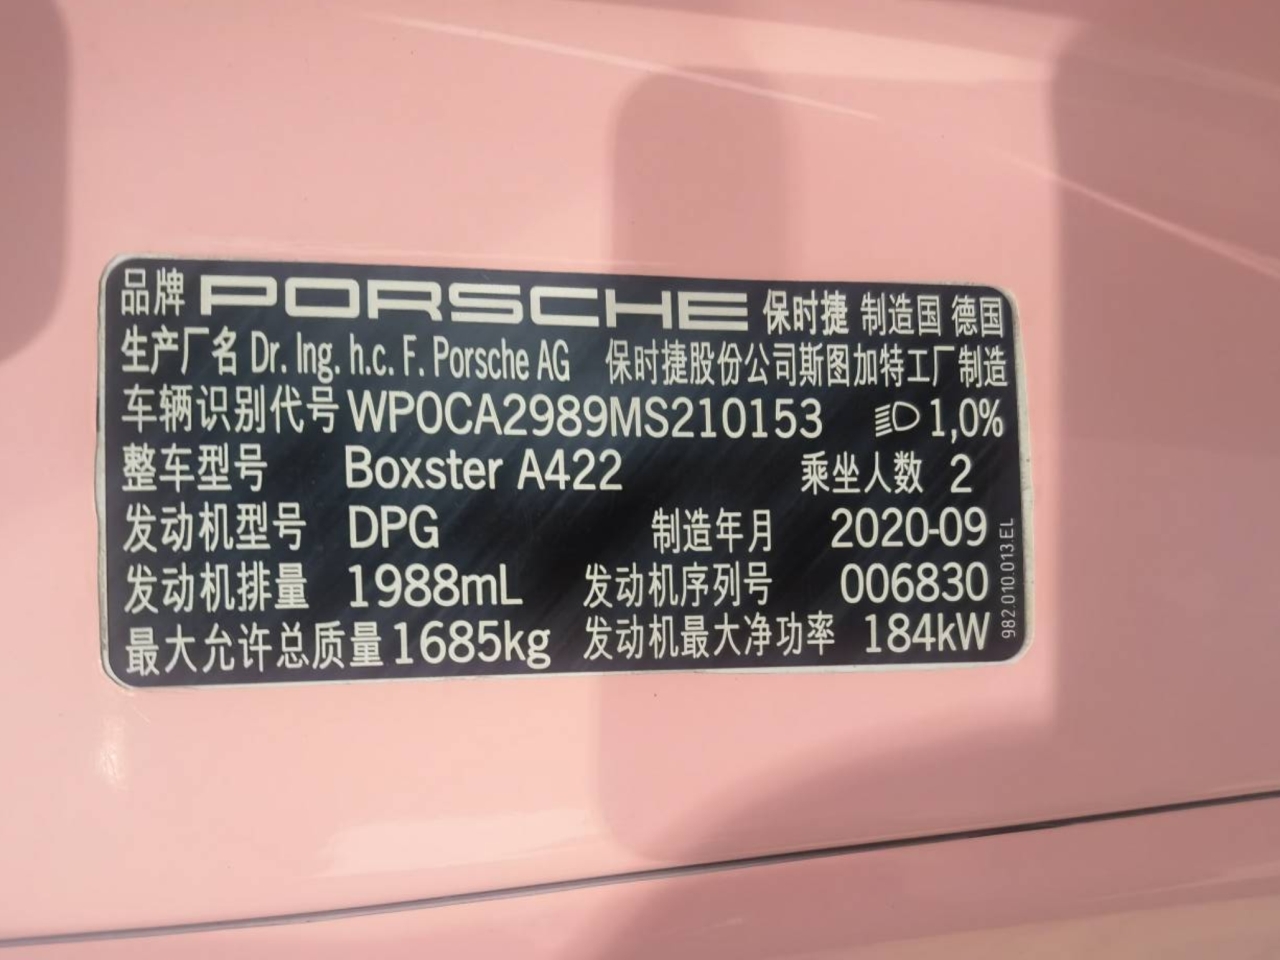 品牌 PORSCHE 保时捷 制造国 德国
生产厂名 Dr. Ing. h.c. F. Porsche AG 保时捷股份公司斯图加特工厂制造
车辆识别代号 WP0CA2989MS210153 1,0%
整车型号 Boxster A422 乘坐人数 2
发动机型号 DPG 制造年月 2020-09
发动机排量 1988mL 发动机序列号 006830
最大允许总质量 1685kg 发动机最大净功率 184kW
982.010.013.EL